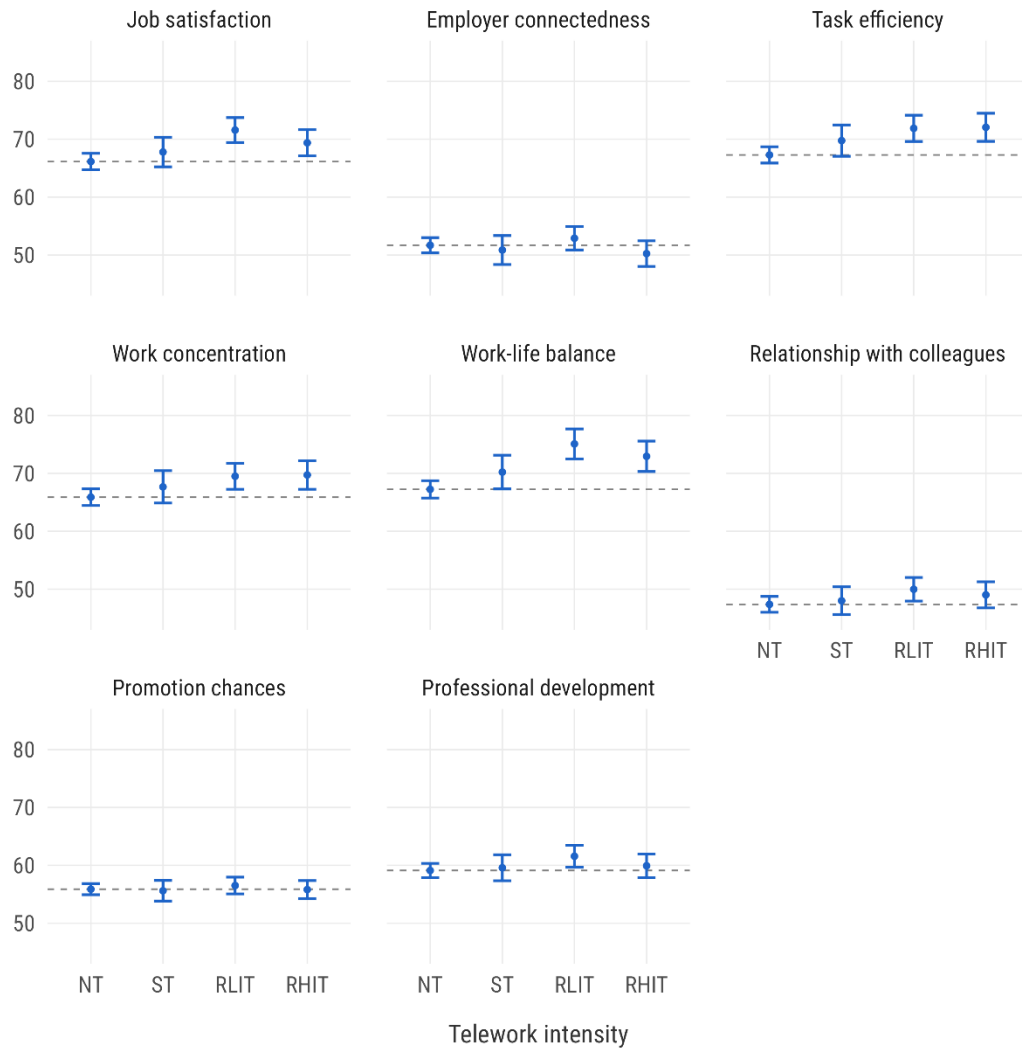 Job satisfaction
Employer connectedness
Task efficiency
80
70
60
50
Work concentration
Work-life balance
Relationship with colleagues
80
70
60
50
NT ST RLIT RHIT
Promotion chances
Professional development
80
70
60
50
NT ST RLIT RHIT
NT ST RLIT RHIT
Telework intensity